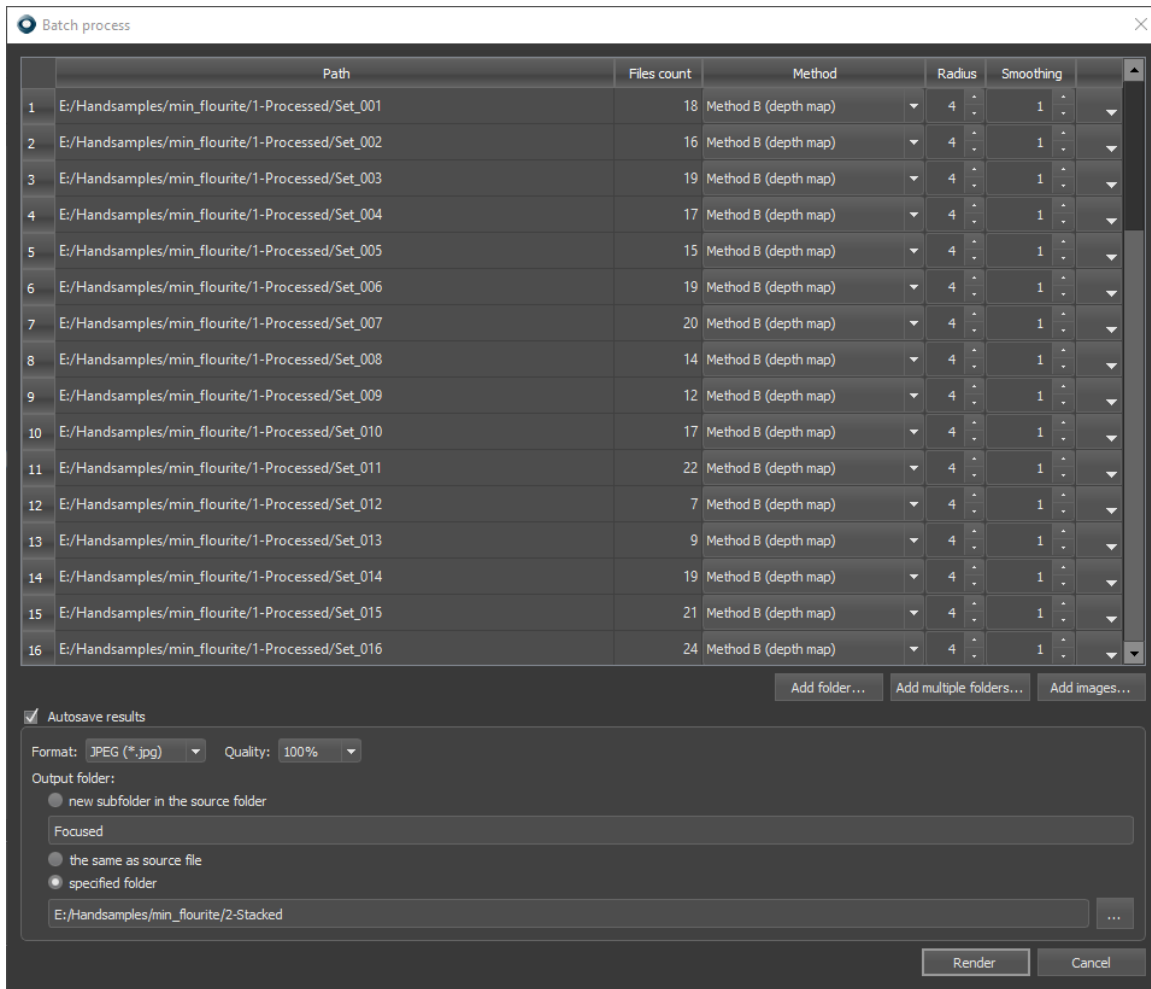 Batch process
Path Files count Method Radius Smoothing
1 E:/Handsamples/min_flourite/1-Processed/Set_001 18 Method B (depth map) 4 1
2 E:/Handsamples/min_flourite/1-Processed/Set_002 16 Method B (depth map) 4 1
3 E:/Handsamples/min_flourite/1-Processed/Set_003 19 Method B (depth map) 4 1
4 E:/Handsamples/min_flourite/1-Processed/Set_004 17 Method B (depth map) 4 1
5 E:/Handsamples/min_flourite/1-Processed/Set_005 15 Method B (depth map) 4 1
6 E:/Handsamples/min_flourite/1-Processed/Set_006 19 Method B (depth map) 4 1
7 E:/Handsamples/min_flourite/1-Processed/Set_007 20 Method B (depth map) 4 1
8 E:/Handsamples/min_flourite/1-Processed/Set_008 14 Method B (depth map) 4 1
9 E:/Handsamples/min_flourite/1-Processed/Set_009 12 Method B (depth map) 4 1
10 E:/Handsamples/min_flourite/1-Processed/Set_010 17 Method B (depth map) 4 1
11 E:/Handsamples/min_flourite/1-Processed/Set_011 22 Method B (depth map) 4 1
12 E:/Handsamples/min_flourite/1-Processed/Set_012 7 Method B (depth map) 4 1
13 E:/Handsamples/min_flourite/1-Processed/Set_013 9 Method B (depth map) 4 1
14 E:/Handsamples/min_flourite/1-Processed/Set_014 19 Method B (depth map) 4 1
15 E:/Handsamples/min_flourite/1-Processed/Set_015 21 Method B (depth map) 4 1
16 E:/Handsamples/min_flourite/1-Processed/Set_016 24 Method B (depth map) 4 1
Add folder... Add multiple folders... Add images...
Autosave results
Format: JPEG (*.jpg) Quality: 100%
Output folder:
new subfolder in the source folder
Focused
the same as source file
specified folder
E:/Handsamples/min_flourite/2-Stacked ...
Render Cancel